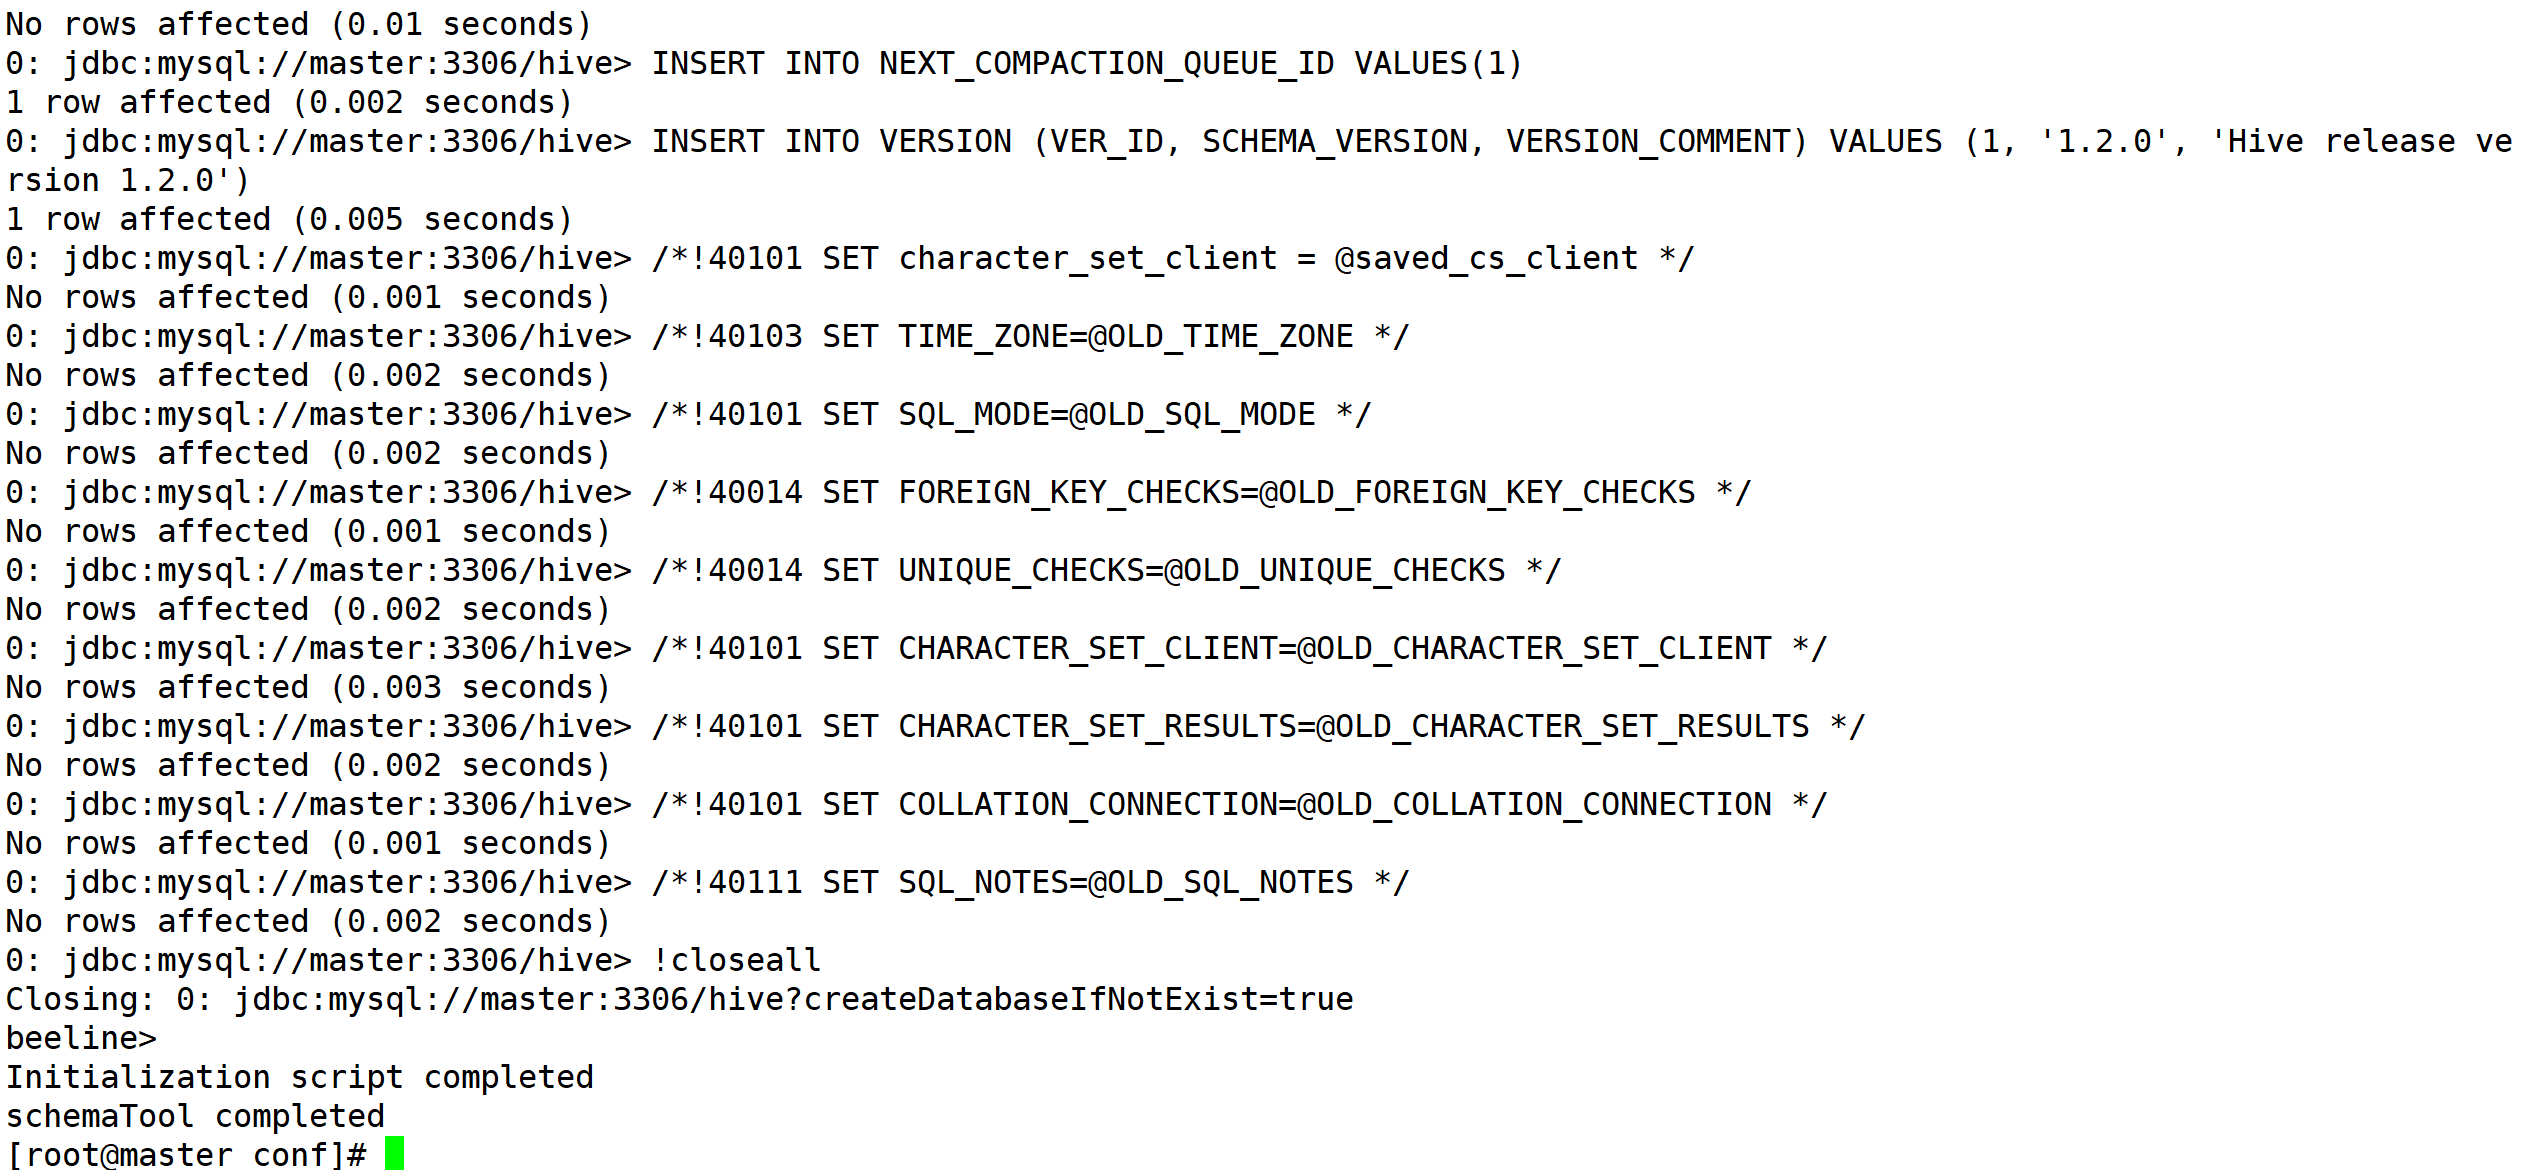 No rows affected (0.01 seconds)
0: jdbc:mysql://master:3306/hive> INSERT INTO NEXT_COMPACTION_QUEUE_ID VALUES(1)
1 row affected (0.002 seconds)
0: jdbc:mysql://master:3306/hive> INSERT INTO VERSION (VER_ID, SCHEMA_VERSION, VERSION_COMMENT) VALUES (1, '1.2.0', 'Hive release ve
rsion 1.2.0')
1 row affected (0.005 seconds)
0: jdbc:mysql://master:3306/hive> /*!40101 SET character_set_client = @saved_cs_client */
No rows affected (0.001 seconds)
0: jdbc:mysql://master:3306/hive> /*!40103 SET TIME_ZONE=@OLD_TIME_ZONE */
No rows affected (0.002 seconds)
0: jdbc:mysql://master:3306/hive> /*!40101 SET SQL_MODE=@OLD_SQL_MODE */
No rows affected (0.002 seconds)
0: jdbc:mysql://master:3306/hive> /*!40014 SET FOREIGN_KEY_CHECKS=@OLD_FOREIGN_KEY_CHECKS */
No rows affected (0.001 seconds)
0: jdbc:mysql://master:3306/hive> /*!40014 SET UNIQUE_CHECKS=@OLD_UNIQUE_CHECKS */
No rows affected (0.002 seconds)
0: jdbc:mysql://master:3306/hive> /*!40101 SET CHARACTER_SET_CLIENT=@OLD_CHARACTER_SET_CLIENT */
No rows affected (0.003 seconds)
0: jdbc:mysql://master:3306/hive> /*!40101 SET CHARACTER_SET_RESULTS=@OLD_CHARACTER_SET_RESULTS */
No rows affected (0.002 seconds)
0: jdbc:mysql://master:3306/hive> /*!40101 SET COLLATION_CONNECTION=@OLD_COLLATION_CONNECTION */
No rows affected (0.001 seconds)
0: jdbc:mysql://master:3306/hive> /*!40111 SET SQL_NOTES=@OLD_SQL_NOTES */
No rows affected (0.002 seconds)
0: jdbc:mysql://master:3306/hive> !closeall
Closing: 0: jdbc:mysql://master:3306/hive?createDatabaseIfNotExist=true
beeline>
Initialization script completed
schemaTool completed
[root@master conf]#